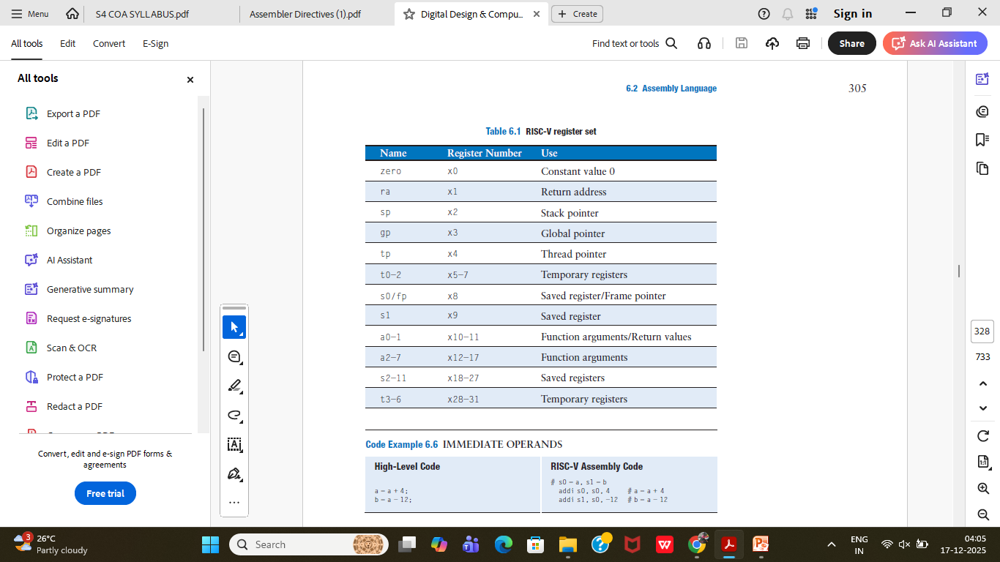 Menu
S4 COA SYLLABUS.pdf
Assembler Directives (1).pdf
Digital Design & Compu...
Create
Sign in
All tools
Edit
Convert
E-Sign
Find text or tools
Share
Ask AI Assistant
All tools
Export a PDF
Edit a PDF
Create a PDF
Combine files
Organize pages
AI Assistant
Generative summary
Request e-signatures
Scan & OCR
Protect a PDF
Redact a PDF
Convert, edit and e-sign PDF forms &
agreements
Free trial
6.2 Assembly Language 305
Table 6.1 RISC-V register set
Name Register Number Use
zero x0 Constant value 0
ra x1 Return address
sp x2 Stack pointer
gp x3 Global pointer
tp x4 Thread pointer
t0–2 x5–7 Temporary registers
s0/fp x8 Saved register/Frame pointer
s1 x9 Saved register
a0–1 x10–11 Function arguments/Return values
a2–7 x12–17 Function arguments
s2–11 x18–27 Saved registers
t3–6 x28–31 Temporary registers
Code Example 6.6 IMMEDIATE OPERANDS
High-Level Code
a = a + 4;
b = a − 12;
RISC-V Assembly Code
# s0 = a, s1 = b
addi s0, s0, 4 # a = a + 4
addi s1, s0, −12 # b = a − 12
328
733
1:1
3
26°C
Partly cloudy
Search
ENG
IN
04:05
17-12-2025